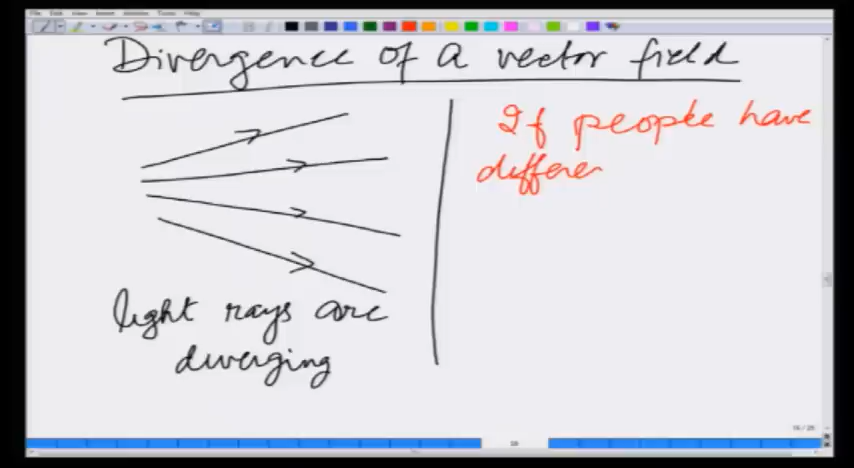 Divergence of a vector field
If people have
differen
light rays are
diverging